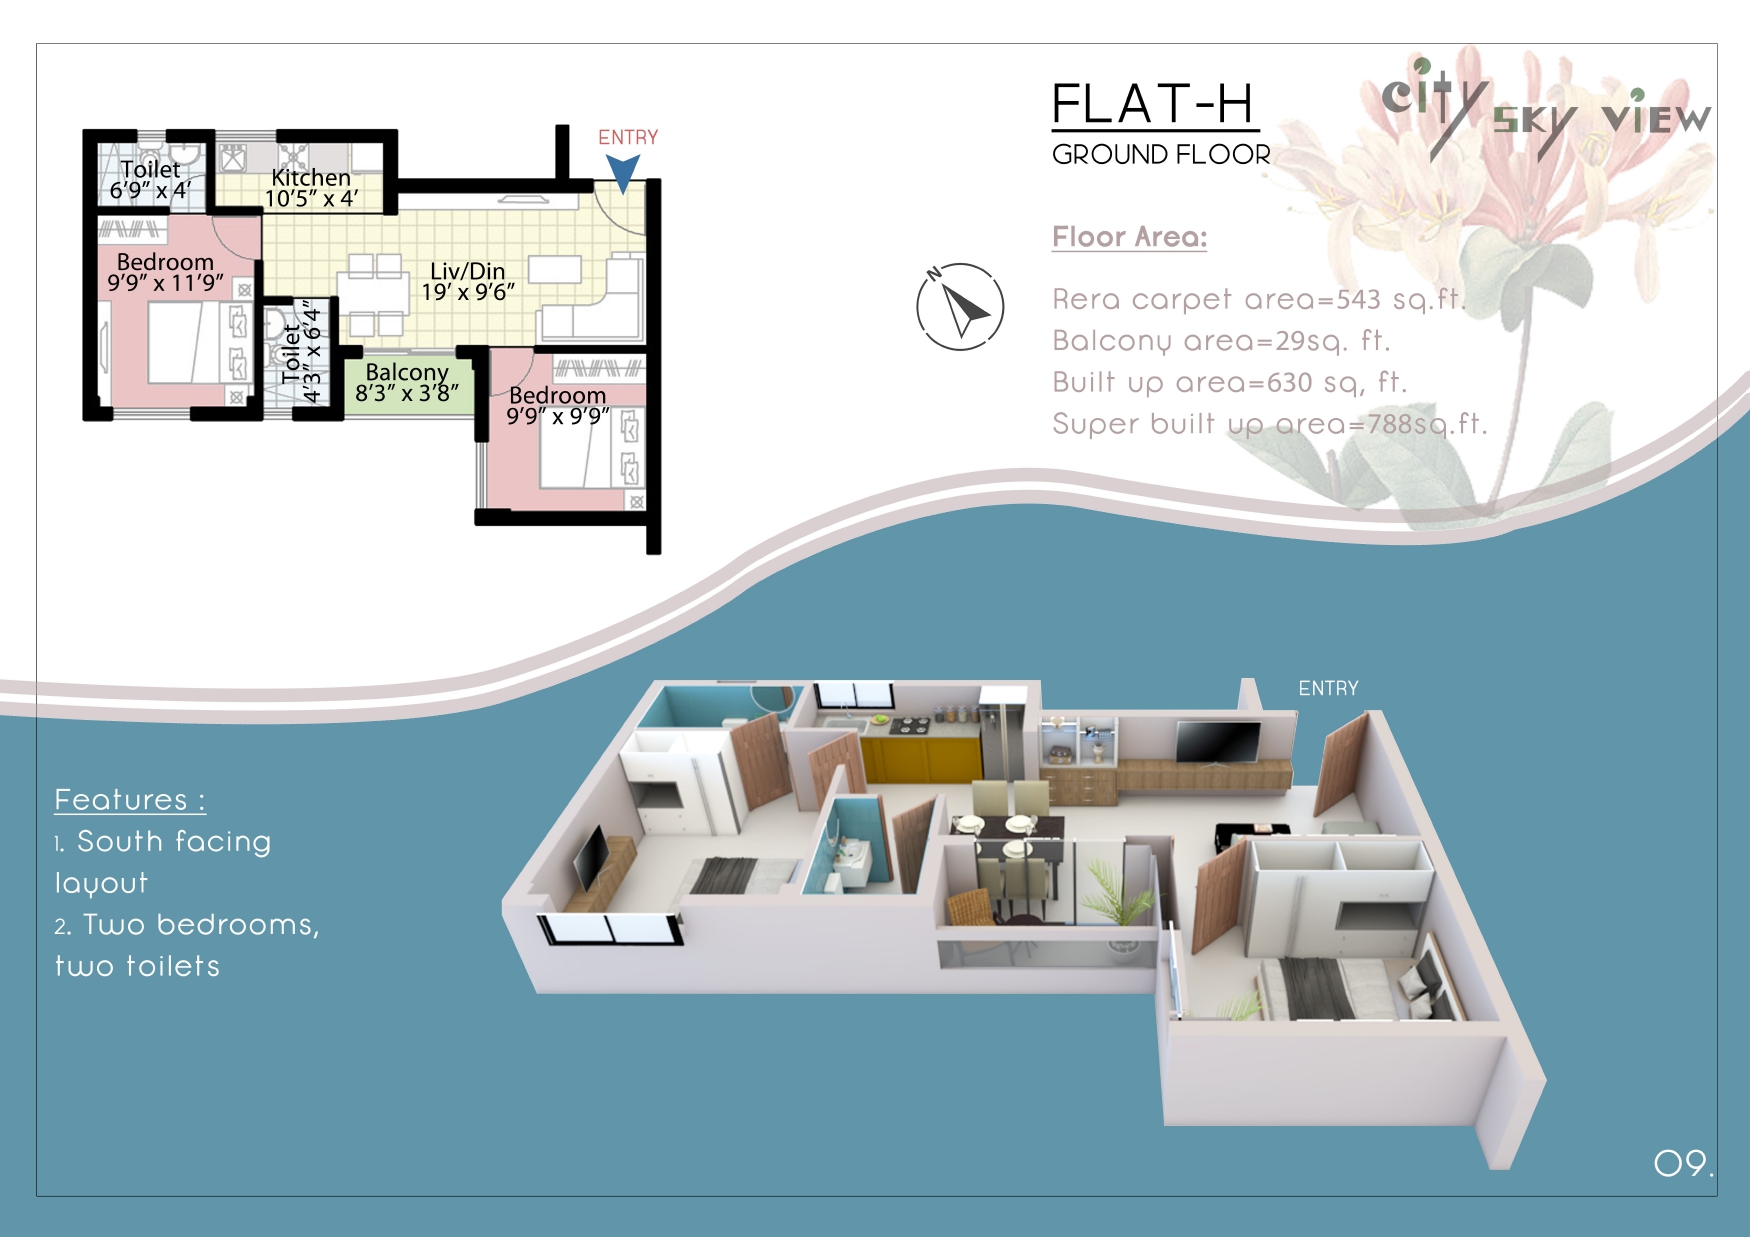 City Sky View
FLAT-H
GROUND FLOOR
ENTRY
Toilet
6'9" x 4'
Kitchen
10'5" x 4'
Bedroom
9'9" x 11'9"
Liv/Din
19' x 9'6"
Toilet
4'3" x 6'4"
Balcony
8'3" x 3'8"
Bedroom
9'9" x 9'9"
N
Floor Area:
Rera carpet area=543 sq.ft.
Balcony area=29sq. ft.
Built up area=630 sq, ft.
Super built up area=788sq.ft.
ENTRY
Features :
1. South facing
layout
2. Two bedrooms,
two toilets
09.